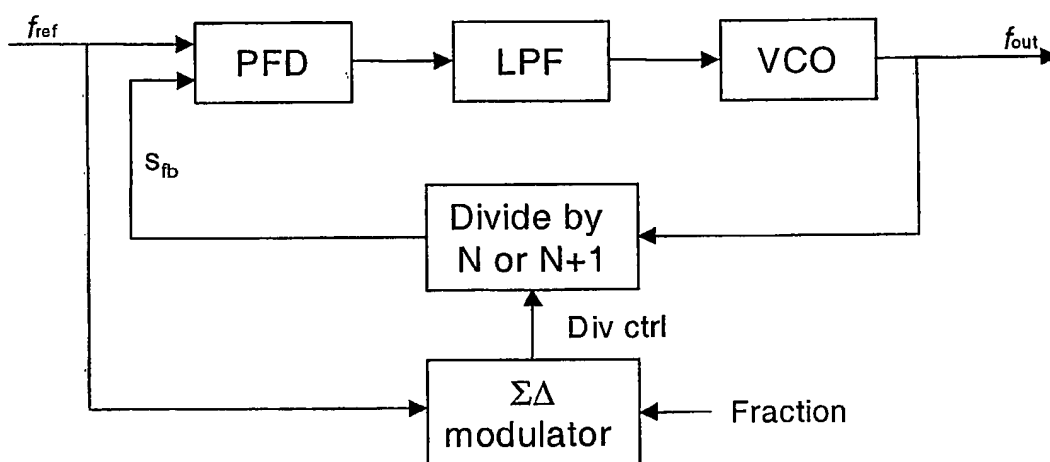 fref
PFD
LPF
VCO
fout
sfb
Divide by
N or N+1
Div ctrl
ΣΔ
modulator
Fraction